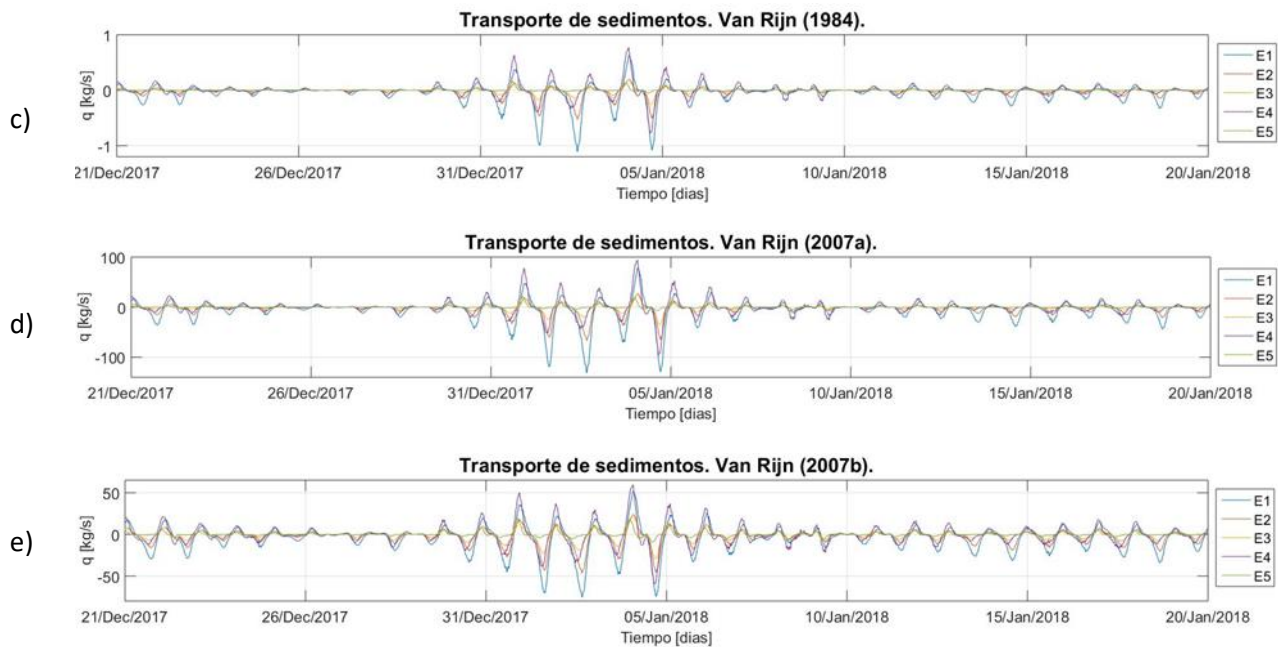 c)
Transporte de sedimentos. Van Rijn (1984).
q [kg/s]
1
0
-1
21/Dec/2017 26/Dec/2017 31/Dec/2017 05/Jan/2018 10/Jan/2018 15/Jan/2018 20/Jan/2018
Tiempo [dias]
E1
E2
E3
E4
E5
d)
Transporte de sedimentos. Van Rijn (2007a).
q [kg/s]
100
0
-100
21/Dec/2017 26/Dec/2017 31/Dec/2017 05/Jan/2018 10/Jan/2018 15/Jan/2018 20/Jan/2018
Tiempo [dias]
E1
E2
E3
E4
E5
e)
Transporte de sedimentos. Van Rijn (2007b).
q [kg/s]
50
0
-50
21/Dec/2017 26/Dec/2017 31/Dec/2017 05/Jan/2018 10/Jan/2018 15/Jan/2018 20/Jan/2018
Tiempo [dias]
E1
E2
E3
E4
E5